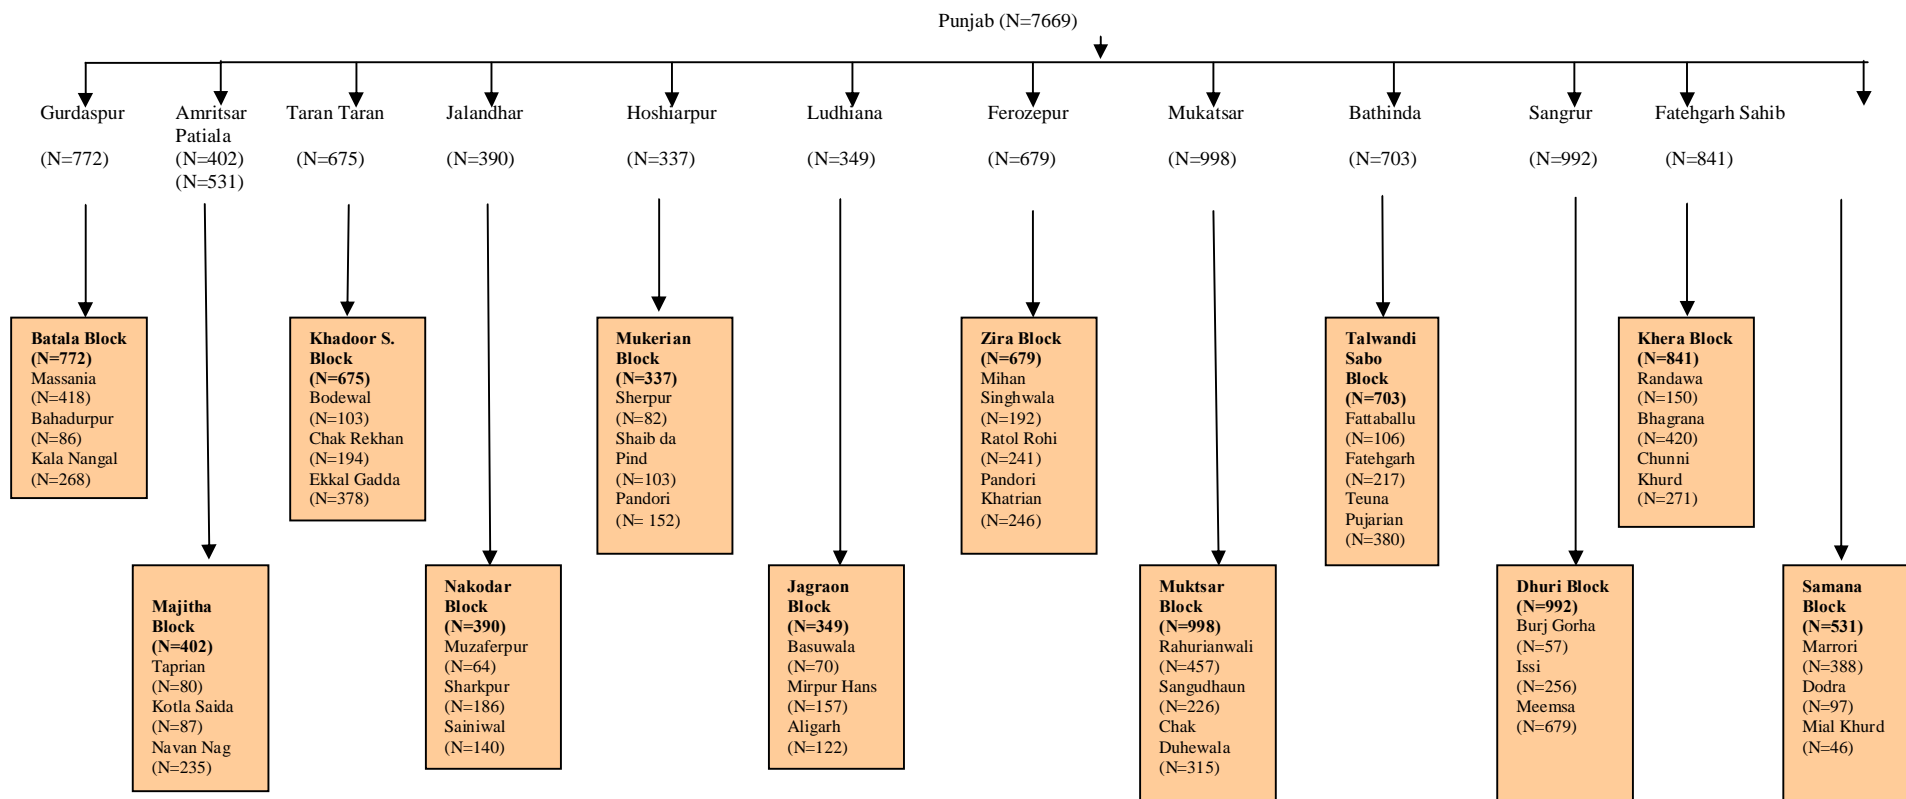 Punjab (N=7669)
Gurdaspur
(N=772)
Amritsar
Patiala
(N=402)
(N=531)
Taran Taran
(N=675)
Jalandhar
(N=390)
Hoshiarpur
(N=337)
Ludhiana
(N=349)
Ferozepur
(N=679)
Mukatsar
(N=998)
Bathinda
(N=703)
Sangrur
(N=992)
Fatehgarh Sahib
(N=841)
Batala Block
(N=772)
Massania
(N=418)
Bahadurpur
(N=86)
Kala Nangal
(N=268)
Khadoor S.
Block
(N=675)
Bodewal
(N=103)
Chak Rekhan
(N=194)
Ekkal Gadda
(N=378)
Mukerian
Block
(N=337)
Sherpur
(N=82)
Shaib da
Pind
(N=103)
Pandori
(N= 152)
Zira Block
(N=679)
Mihan
Singhwala
(N=192)
Ratol Rohi
(N=241)
Pandori
Khatrian
(N=246)
Talwandi
Sabo
Block
(N=703)
Fattaballu
(N=106)
Fatehgarh
(N=217)
Teuna
Pujarian
(N=380)
Khera Block
(N=841)
Randawa
(N=150)
Bhagrana
(N=420)
Chunni
Khurd
(N=271)
Majitha
Block
(N=402)
Taprian
(N=80)
Kotla Saida
(N=87)
Navan Nag
(N=235)
Nakodar
Block
(N=390)
Muzaferpur
(N=64)
Sharkpur
(N=186)
Sainiwal
(N=140)
Jagraon
Block
(N=349)
Basuwala
(N=70)
Mirpur Hans
(N=157)
Aligarh
(N=122)
Muktsar
Block
(N=998)
Rahurianwali
(N=457)
Sangudhaun
(N=226)
Chak
Duhewala
(N=315)
Dhuri Block
(N=992)
Burj Gorha
(N=57)
Issi
(N=256)
Meemsa
(N=679)
Samana
Block
(N=531)
Marrori
(N=388)
Dodra
(N=97)
Mial Khurd
(N=46)